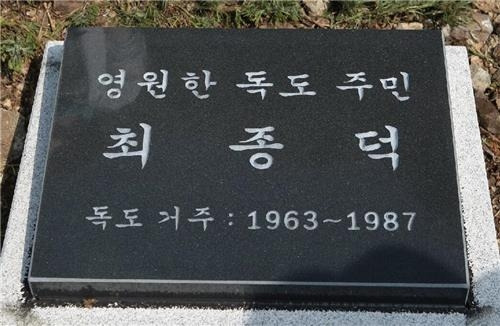 영원한 독도 주민
최 종 덕
독도 거주 : 1963~1987